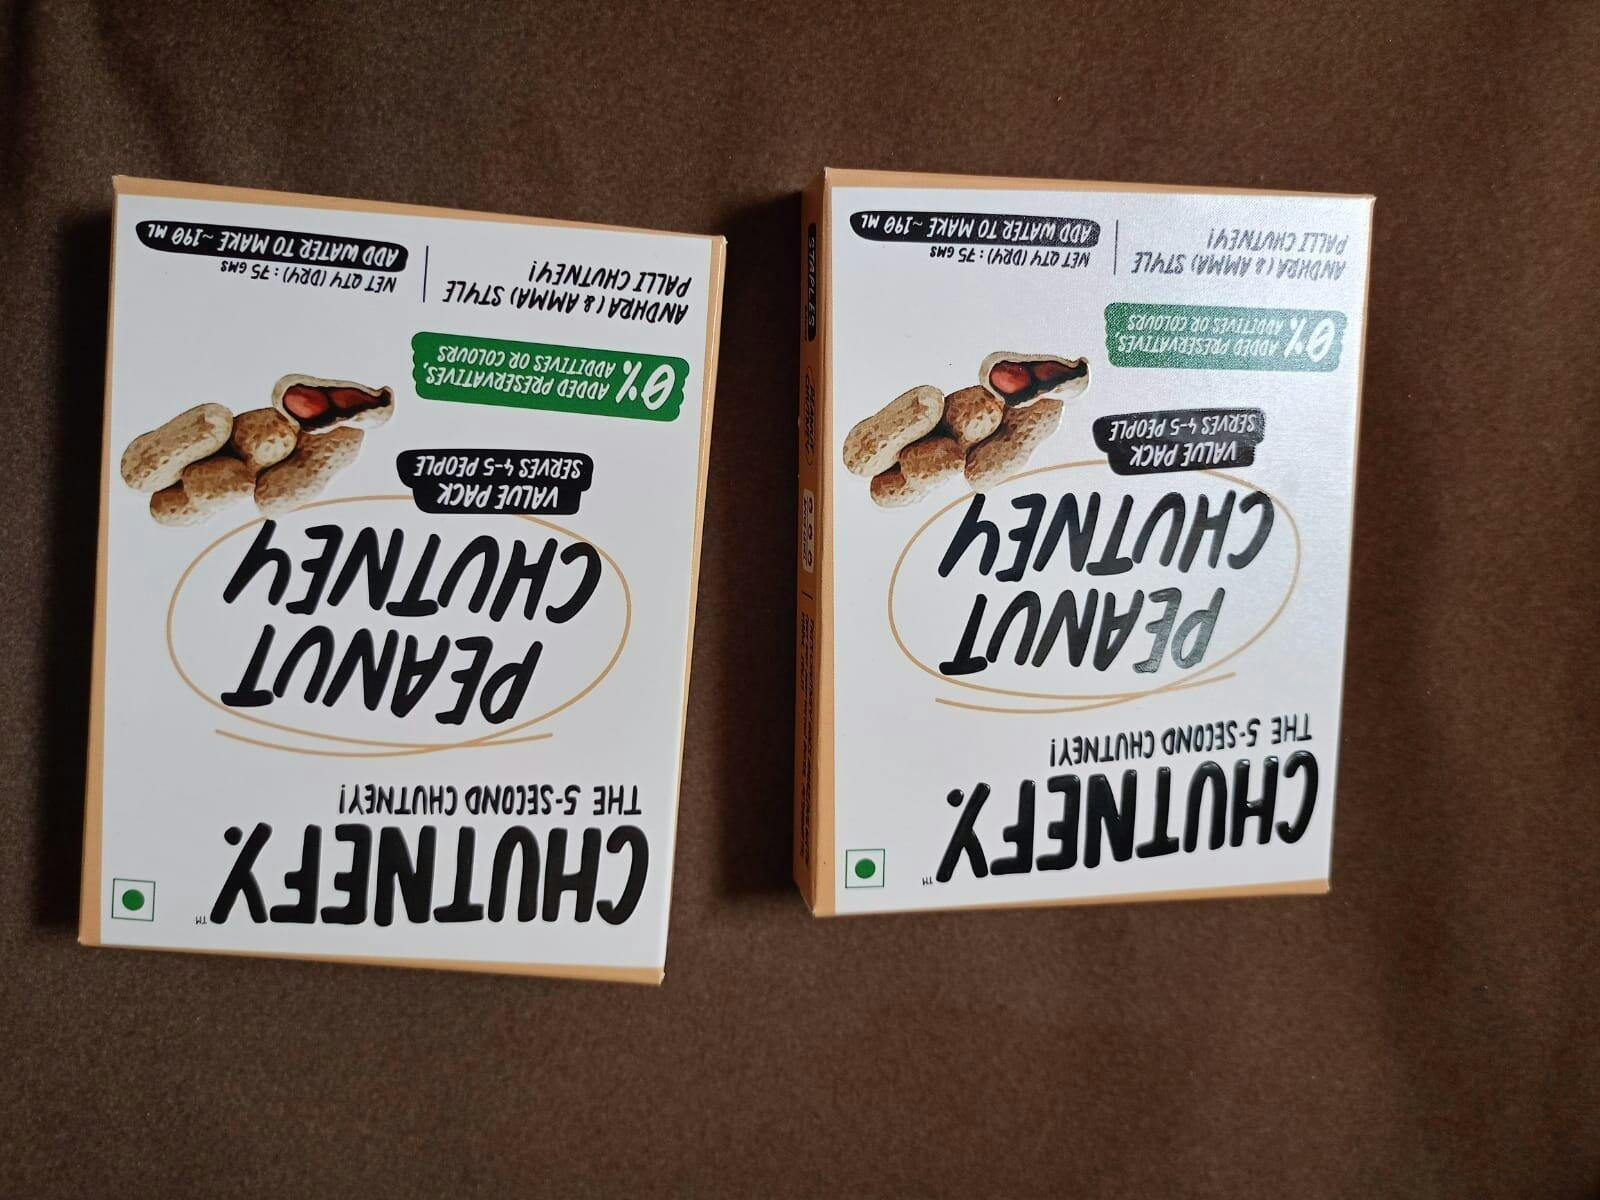 CHUTNEFY.™
THE 5-SECOND CHUTNEY!
PEANUT
CHUTNEY
VALUE PACK
SERVES 4-5 PEOPLE
0% ADDED PRESERVATIVES,
ADDITIVES OR COLOURS
ANDHRA (& AMMA) STYLE
PALLI CHUTNEY!
NET QTY (DRY): 75 GMS
ADD WATER TO MAKE ~190 ML
CHUTNEFY.™
THE 5-SECOND CHUTNEY!
PEANUT
CHUTNEY
VALUE PACK
SERVES 4-5 PEOPLE
0% ADDED PRESERVATIVES,
ADDITIVES OR COLOURS
ANDHRA (& AMMA) STYLE
PALLI CHUTNEY!
NET QTY (DRY): 75 GMS
ADD WATER TO MAKE ~190 ML
STAPLES
PEANUT
CHUTNEY